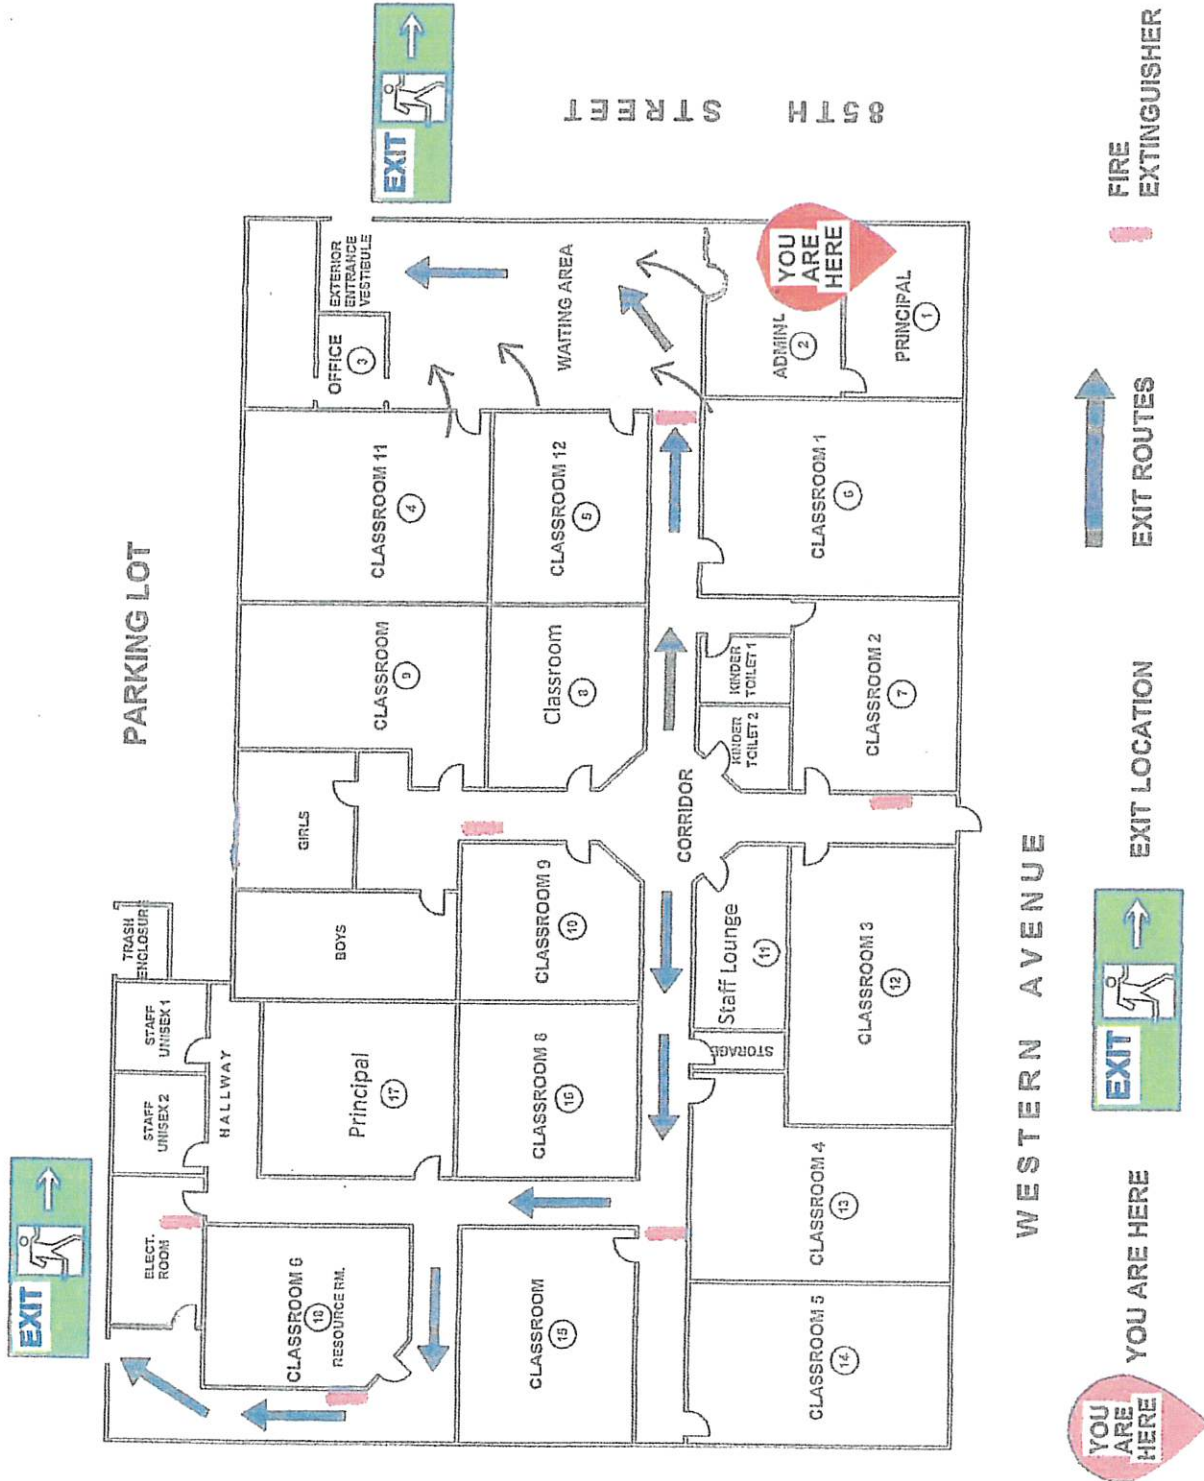 PARKING LOT
EXIT
EXIT
TRASH
ENCLOSURE
STAFF
UNISEX 1
STAFF
UNISEX 2
ELECT.
ROOM
HALLWAY
GIRLS
BOYS
OFFICE
3
EXTERIOR
ENTRANCE
VESTIBULE
CLASSROOM 6
18
RESOURCE RM.
Principal
17
CLASSROOM
9
CLASSROOM 11
4
CLASSROOM
15
CLASSROOM 8
16
CLASSROOM 9
10
Classroom
8
CLASSROOM 12
5
WAITING AREA
CORRIDOR
STORAGE
Staff Lounge
11
KINDER
TOILET 2
KINDER
TOILET 1
ADMIN.
2
YOU
ARE
HERE
CLASSROOM 5
14
CLASSROOM 4
13
CLASSROOM 3
12
CLASSROOM 2
7
CLASSROOM 1
6
PRINCIPAL
1
85TH STREET
WESTERN AVENUE
YOU
ARE
HERE
YOU ARE HERE
EXIT
EXIT LOCATION
EXIT ROUTES
FIRE
EXTINGUISHER